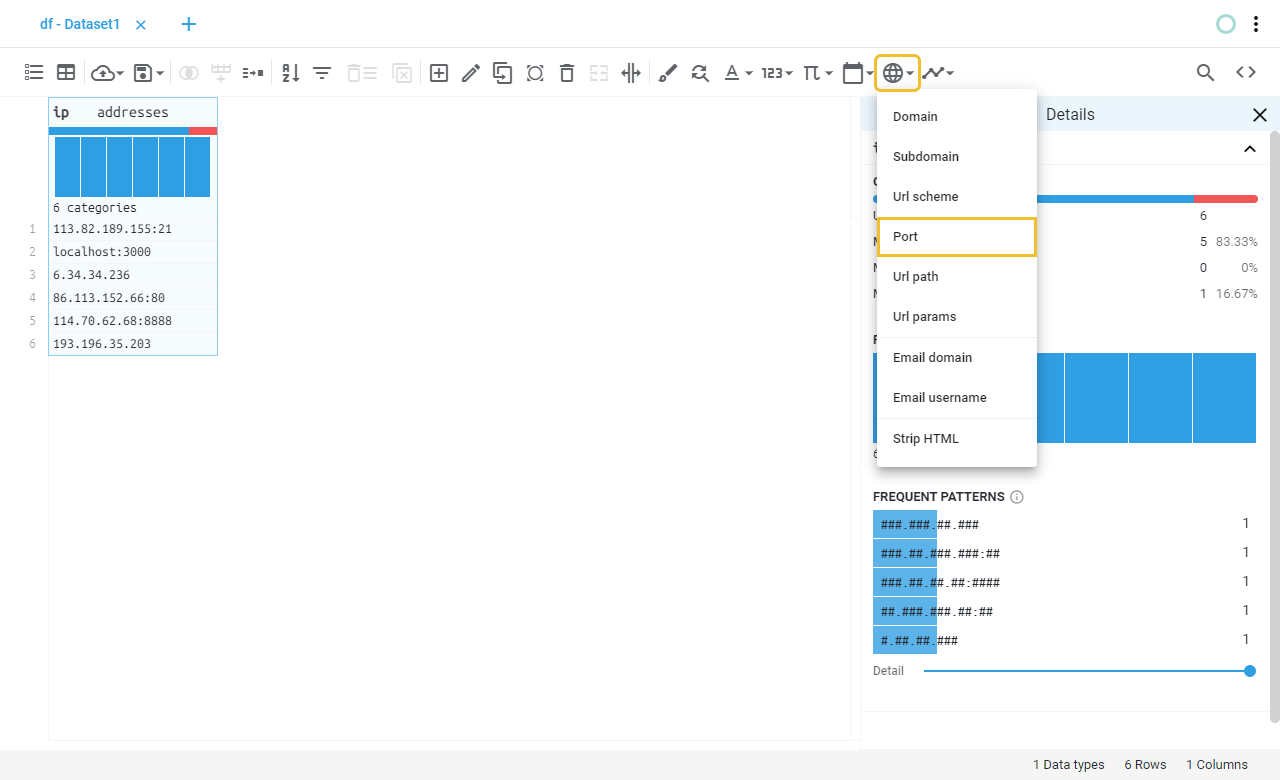 df - Dataset1
123
ip addresses
6 categories
1 113.82.189.155:21
2 localhost:3000
3 6.34.34.236
4 86.113.152.66:80
5 114.70.62.68:8888
6 193.196.35.203
Domain
Subdomain
Url scheme
Port
Url path
Url params
Email domain
Email username
Strip HTML
Details
6
5 83.33%
0 0%
1 16.67%
FREQUENT PATTERNS
###.###.##.### 1
###.##.###.###:## 1
###.##.##.##:#### 1
##.###.###.##:## 1
#.##.##.### 1
Detail
1 Data types 6 Rows 1 Columns